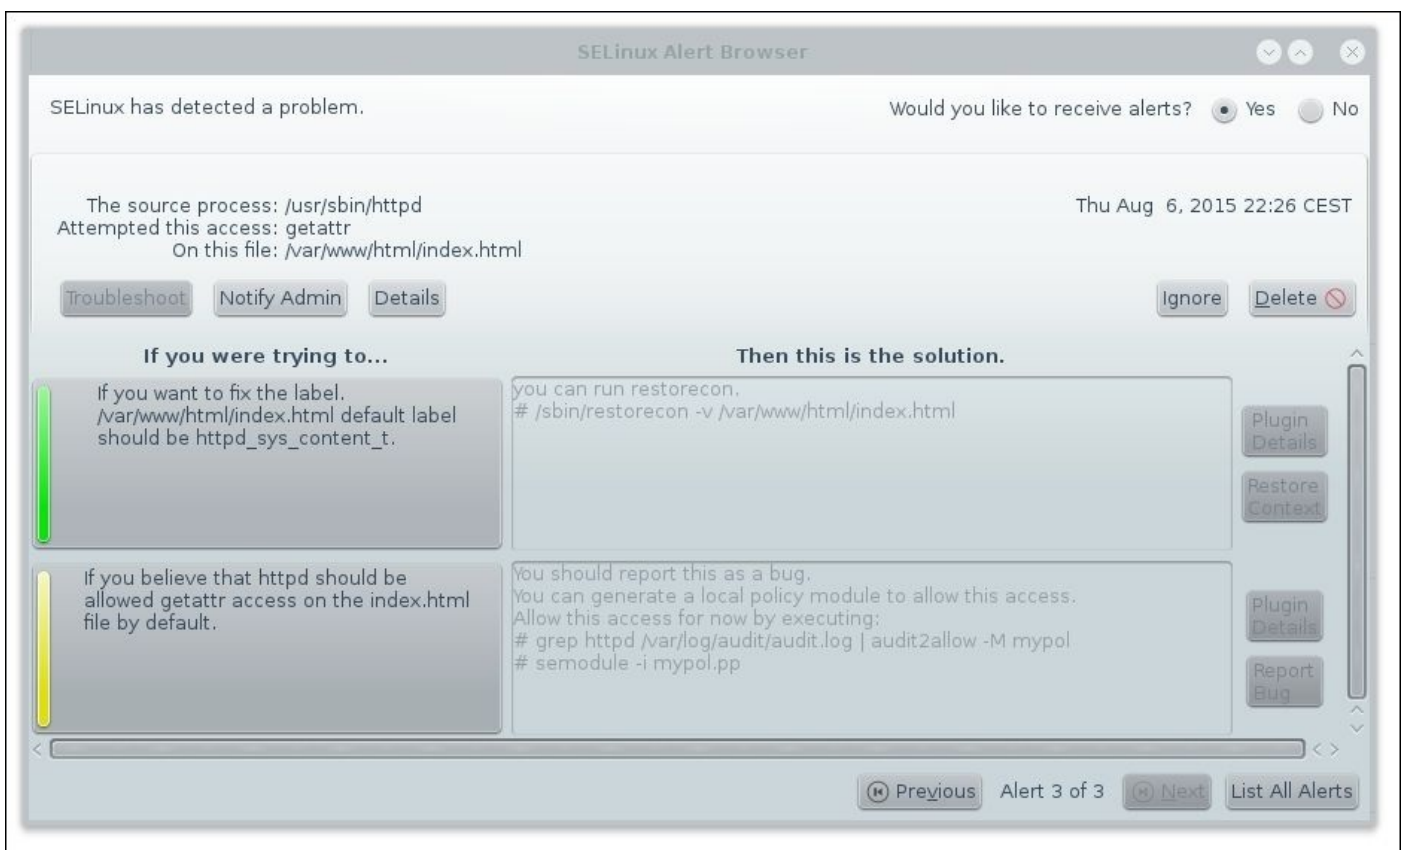 SELinux Alert Browser
SELinux has detected a problem.
Would you like to receive alerts? Yes No
The source process: /usr/sbin/httpd
Thu Aug 6, 2015 22:26 CEST
Attempted this access: getattr
On this file: /var/www/html/index.html
Troubleshoot Notify Admin Details Ignore Delete
If you were trying to...
Then this is the solution.
If you want to fix the label.
/var/www/html/index.html default label
should be httpd_sys_content_t.
you can run restorecon.
# /sbin/restorecon -v /var/www/html/index.html
Plugin
Details
Restore
Context
If you believe that httpd should be
allowed getattr access on the index.html
file by default.
You should report this as a bug.
You can generate a local policy module to allow this access.
Allow this access for now by executing:
# grep httpd /var/log/audit/audit.log | audit2allow -M mypol
# semodule -i mypol.pp
Plugin
Details
Report
Bug
Previous Alert 3 of 3 Next List All Alerts